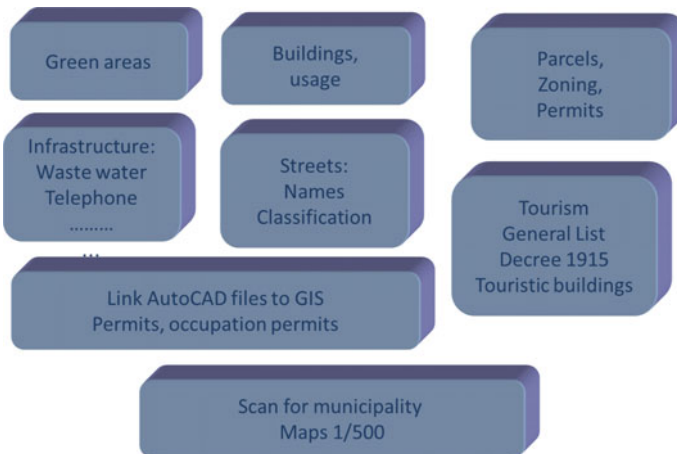 Green areas
Buildings,
usage
Parcels,
Zoning,
Permits
Infrastructure:
Waste water
Telephone
.........
...
Streets:
Names
Classification
Tourism
General List
Decree 1915
Touristic buildings
Link AutoCAD files to GIS
Permits, occupation permits
Scan for municipality
Maps 1/500